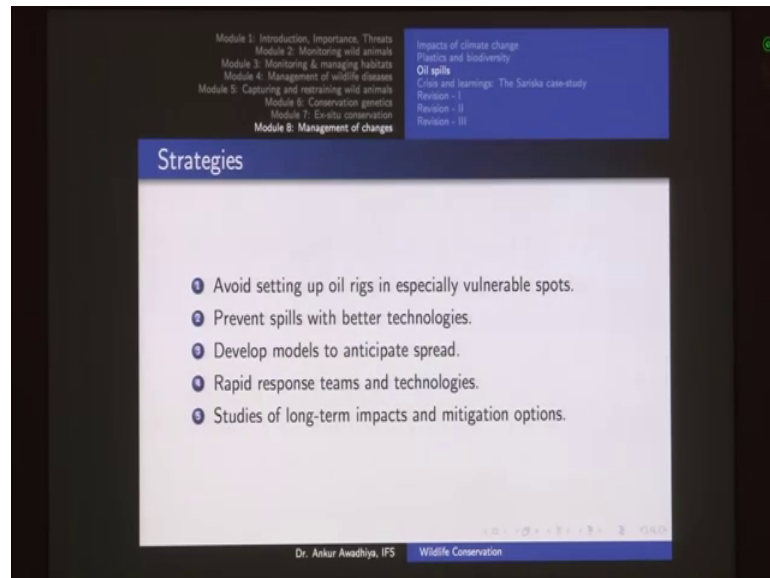 Module 1: Introduction, Importance, Threats
Module 2: Monitoring wild animals
Module 3: Monitoring & managing habitats
Module 4: Management of wildlife diseases
Module 5: Capturing and restraining wild animals
Module 6: Conservation genetics
Module 7: Ex-situ conservation
Module 8: Management of changes
Impacts of climate change
Plastics and biodiversity
Oil spills
Crisis and learnings: The Sariska case-study
Revision - I
Revision - II
Revision - III
Strategies
1 Avoid setting up oil rigs in especially vulnerable spots.
2 Prevent spills with better technologies.
3 Develop models to anticipate spread.
4 Rapid response teams and technologies.
5 Studies of long-term impacts and mitigation options.
Dr. Ankur Awadhiya, IFS
Wildlife Conservation